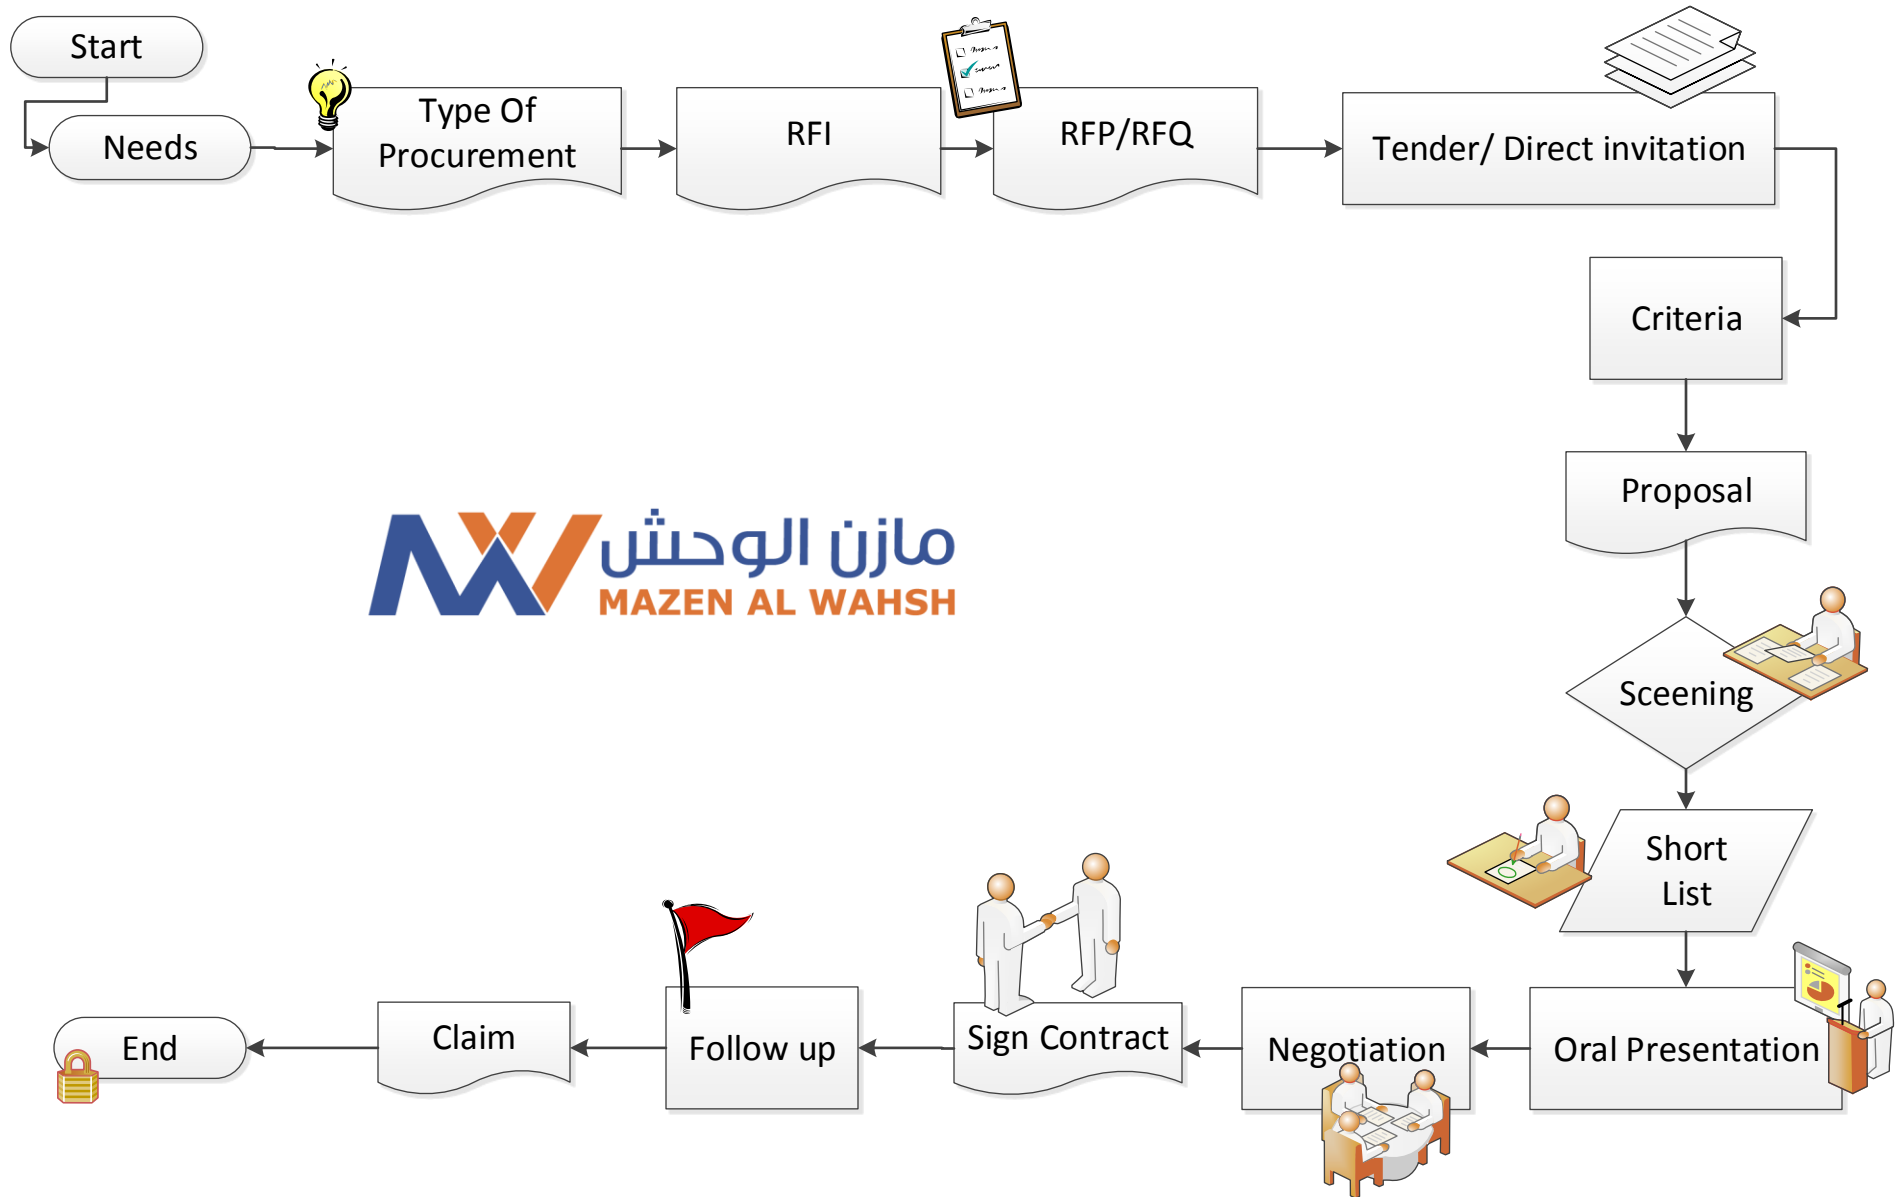 Start
Needs
Type Of
Procurement
RFI
RFP/RFQ
Tender/ Direct invitation
Criteria
Proposal
Sceening
Short
List
Oral Presentation
Negotiation
Sign Contract
Follow up
Claim
End
مازن الوحش
MAZEN AL WAHSH